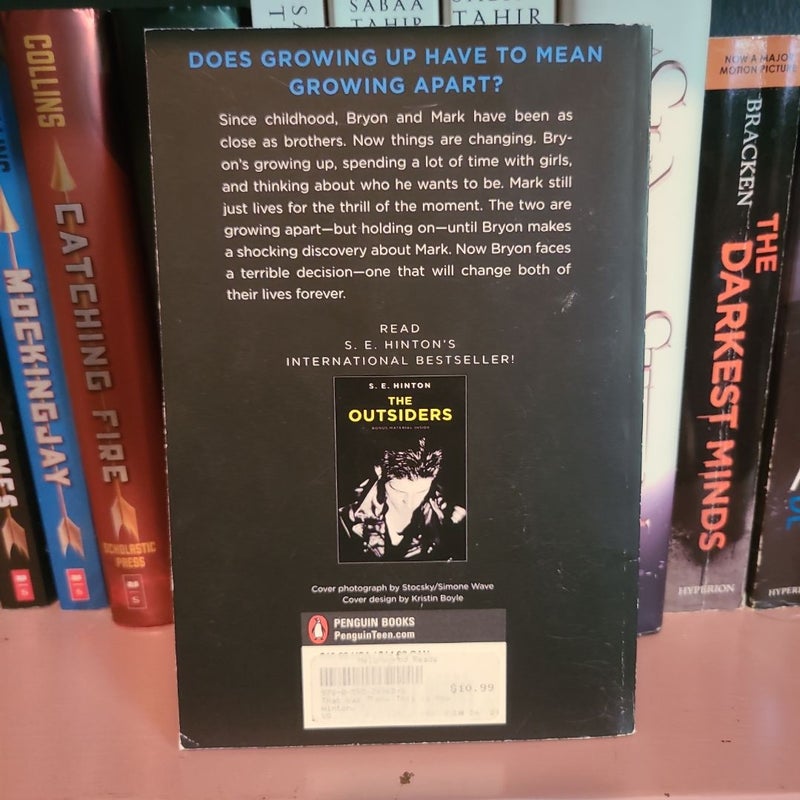 SABAA
TAHIR
TAHIR
COLLINS
CATCHING FIRE
SCHOLASTIC
PRESS
MOCKINGJAY
DOES GROWING UP HAVE TO MEAN
GROWING APART?
Since childhood, Bryon and Mark have been as
close as brothers. Now things are changing. Bry-
on's growing up, spending a lot of time with girls,
and thinking about who he wants to be. Mark still
just lives for the thrill of the moment. The two are
growing apart—but holding on—until Bryon makes
a shocking discovery about Mark. Now Bryon faces
a terrible decision—one that will change both of
their lives forever.
READ
S. E. HINTON'S
INTERNATIONAL BESTSELLER!
S. E. HINTON
THE
OUTSIDERS
BONUS MATERIAL INSIDE
Cover photograph by Stocksy/Simone Wave
Cover design by Kristin Boyle
PENGUIN BOOKS
PenguinTeen.com
$10.99
NOW A MAJOR
MOTION PICTURE
BRACKEN
THE
DARKEST MINDS
HYPERION